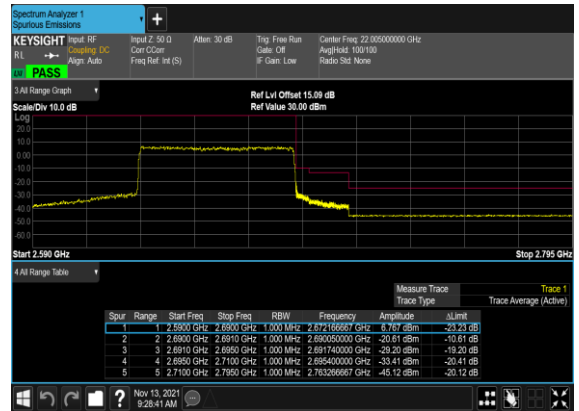 Spectrum Analyzer 1
Spurious Emissions
KEYSIGHT Input: RF Input Z: 50 Ω Atten: 30 dB Trig: Free Run Center Freq: 22.005000000 GHz
RL Coupling: DC Corr CCorr Gate: Off Avg|Hold: 100/100
Align: Auto Freq Ref: Int (S) IF Gain: Low Radio Std: None
PASS
3.All Range Graph
Ref Lvl Offset 15.09 dB
Scale/Div 10.0 dB Ref Value 30.00 dBm
Log
20.0
10.0
0.00
-10.0
-20.0
-30.0
-40.0
-50.0
-60.0
Start 2.590 GHz Stop 2.795 GHz
4 All Range Table
Measure Trace Trace 1
Trace Type Trace Average (Active)
Spur Range Start Freq Stop Freq RBW Frequency Amplitude ΔLimit
1 1 2.5900 GHz 2.6900 GHz 1.000 MHz 2.672166667 GHz 6.767 dBm -23.23 dB
2 2 2.6900 GHz 2.6910 GHz 1.000 MHz 2.690050000 GHz -20.61 dBm -10.61 dB
3 3 2.6910 GHz 2.6950 GHz 1.000 MHz 2.691740000 GHz -29.20 dBm -19.20 dB
4 4 2.6950 GHz 2.7100 GHz 1.000 MHz 2.695400000 GHz -33.41 dBm -20.41 dB
5 5 2.7100 GHz 2.7950 GHz 1.000 MHz 2.763266667 GHz -45.12 dBm -20.12 dB
Nov 13, 2021
9:28:41 AM